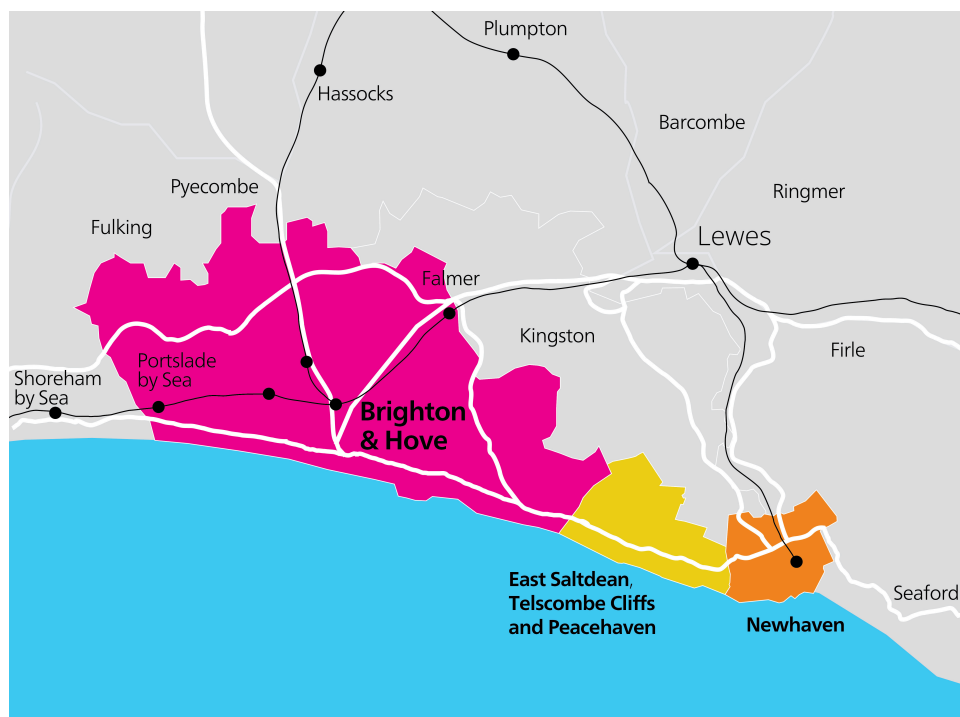 Plumpton
Hassocks
Barcombe
Pyecombe
Ringmer
Fulking
Lewes
Falmer
Kingston
Firle
Portslade
by Sea
Shoreham
by Sea
Brighton
& Hove
East Saltdean,
Telscombe Cliffs
and Peacehaven
Seaford
Newhaven